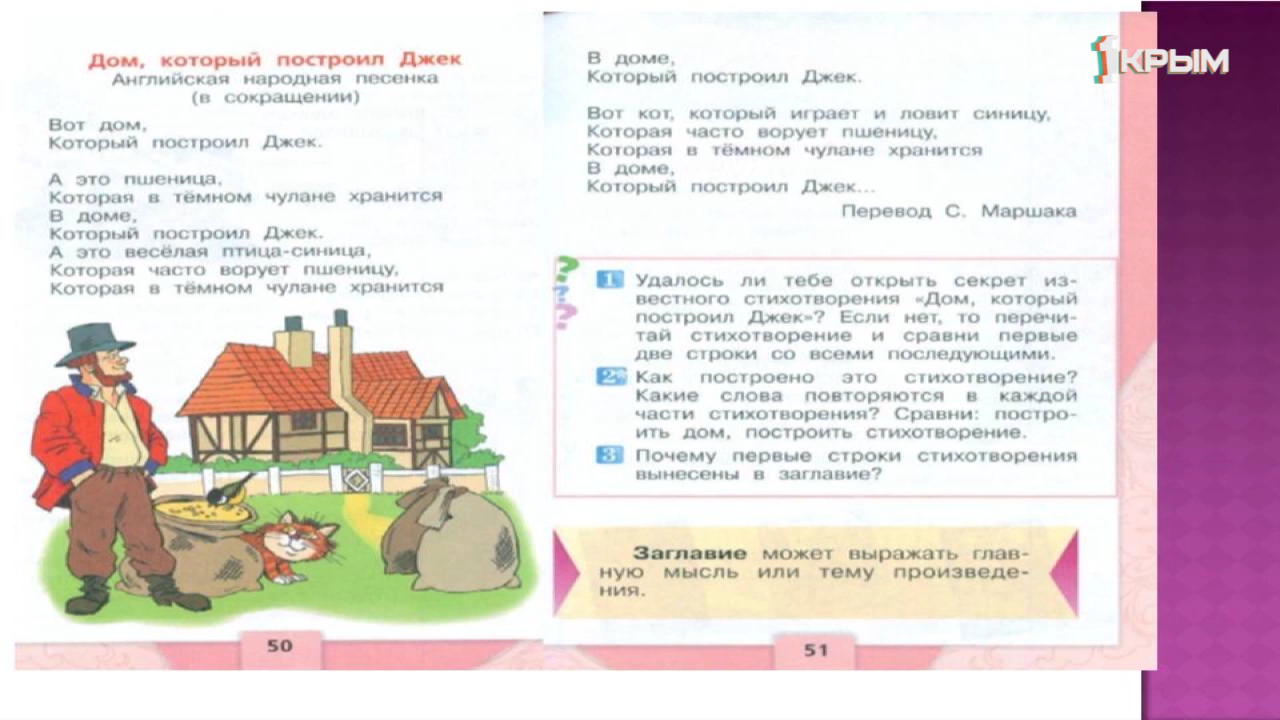 Дом, который построил Джек
Английская народная песенка
(в сокращении)
Вот дом,
Который построил Джек.
А это пшеница,
Которая в тёмном чулане хранится
В доме,
Который построил Джек.
А это весёлая птица-синица,
Которая часто ворует пшеницу,
Которая в тёмном чулане хранится
50
В доме,
Который построил Джек.
Вот кот, который играет и ловит синицу,
Которая часто ворует пшеницу,
Которая в тёмном чулане хранится
В доме,
Который построил Джек...
Перевод С. Маршака
1 Удалось ли тебе открыть секрет из-
вестного стихотворения «Дом, который
построил Джек»? Если нет, то перечи-
тай стихотворение и сравни первые
две строки со всеми последующими.
2 Как построено это стихотворение?
Какие слова повторяются в каждой
части стихотворения? Сравни: постро-
ить дом, построить стихотворение.
3 Почему первые строки стихотворения
вынесены в заглавие?
Заглавие может выражать глав-
ную мысль или тему произведе-
ния.
51
1 КРЫМ